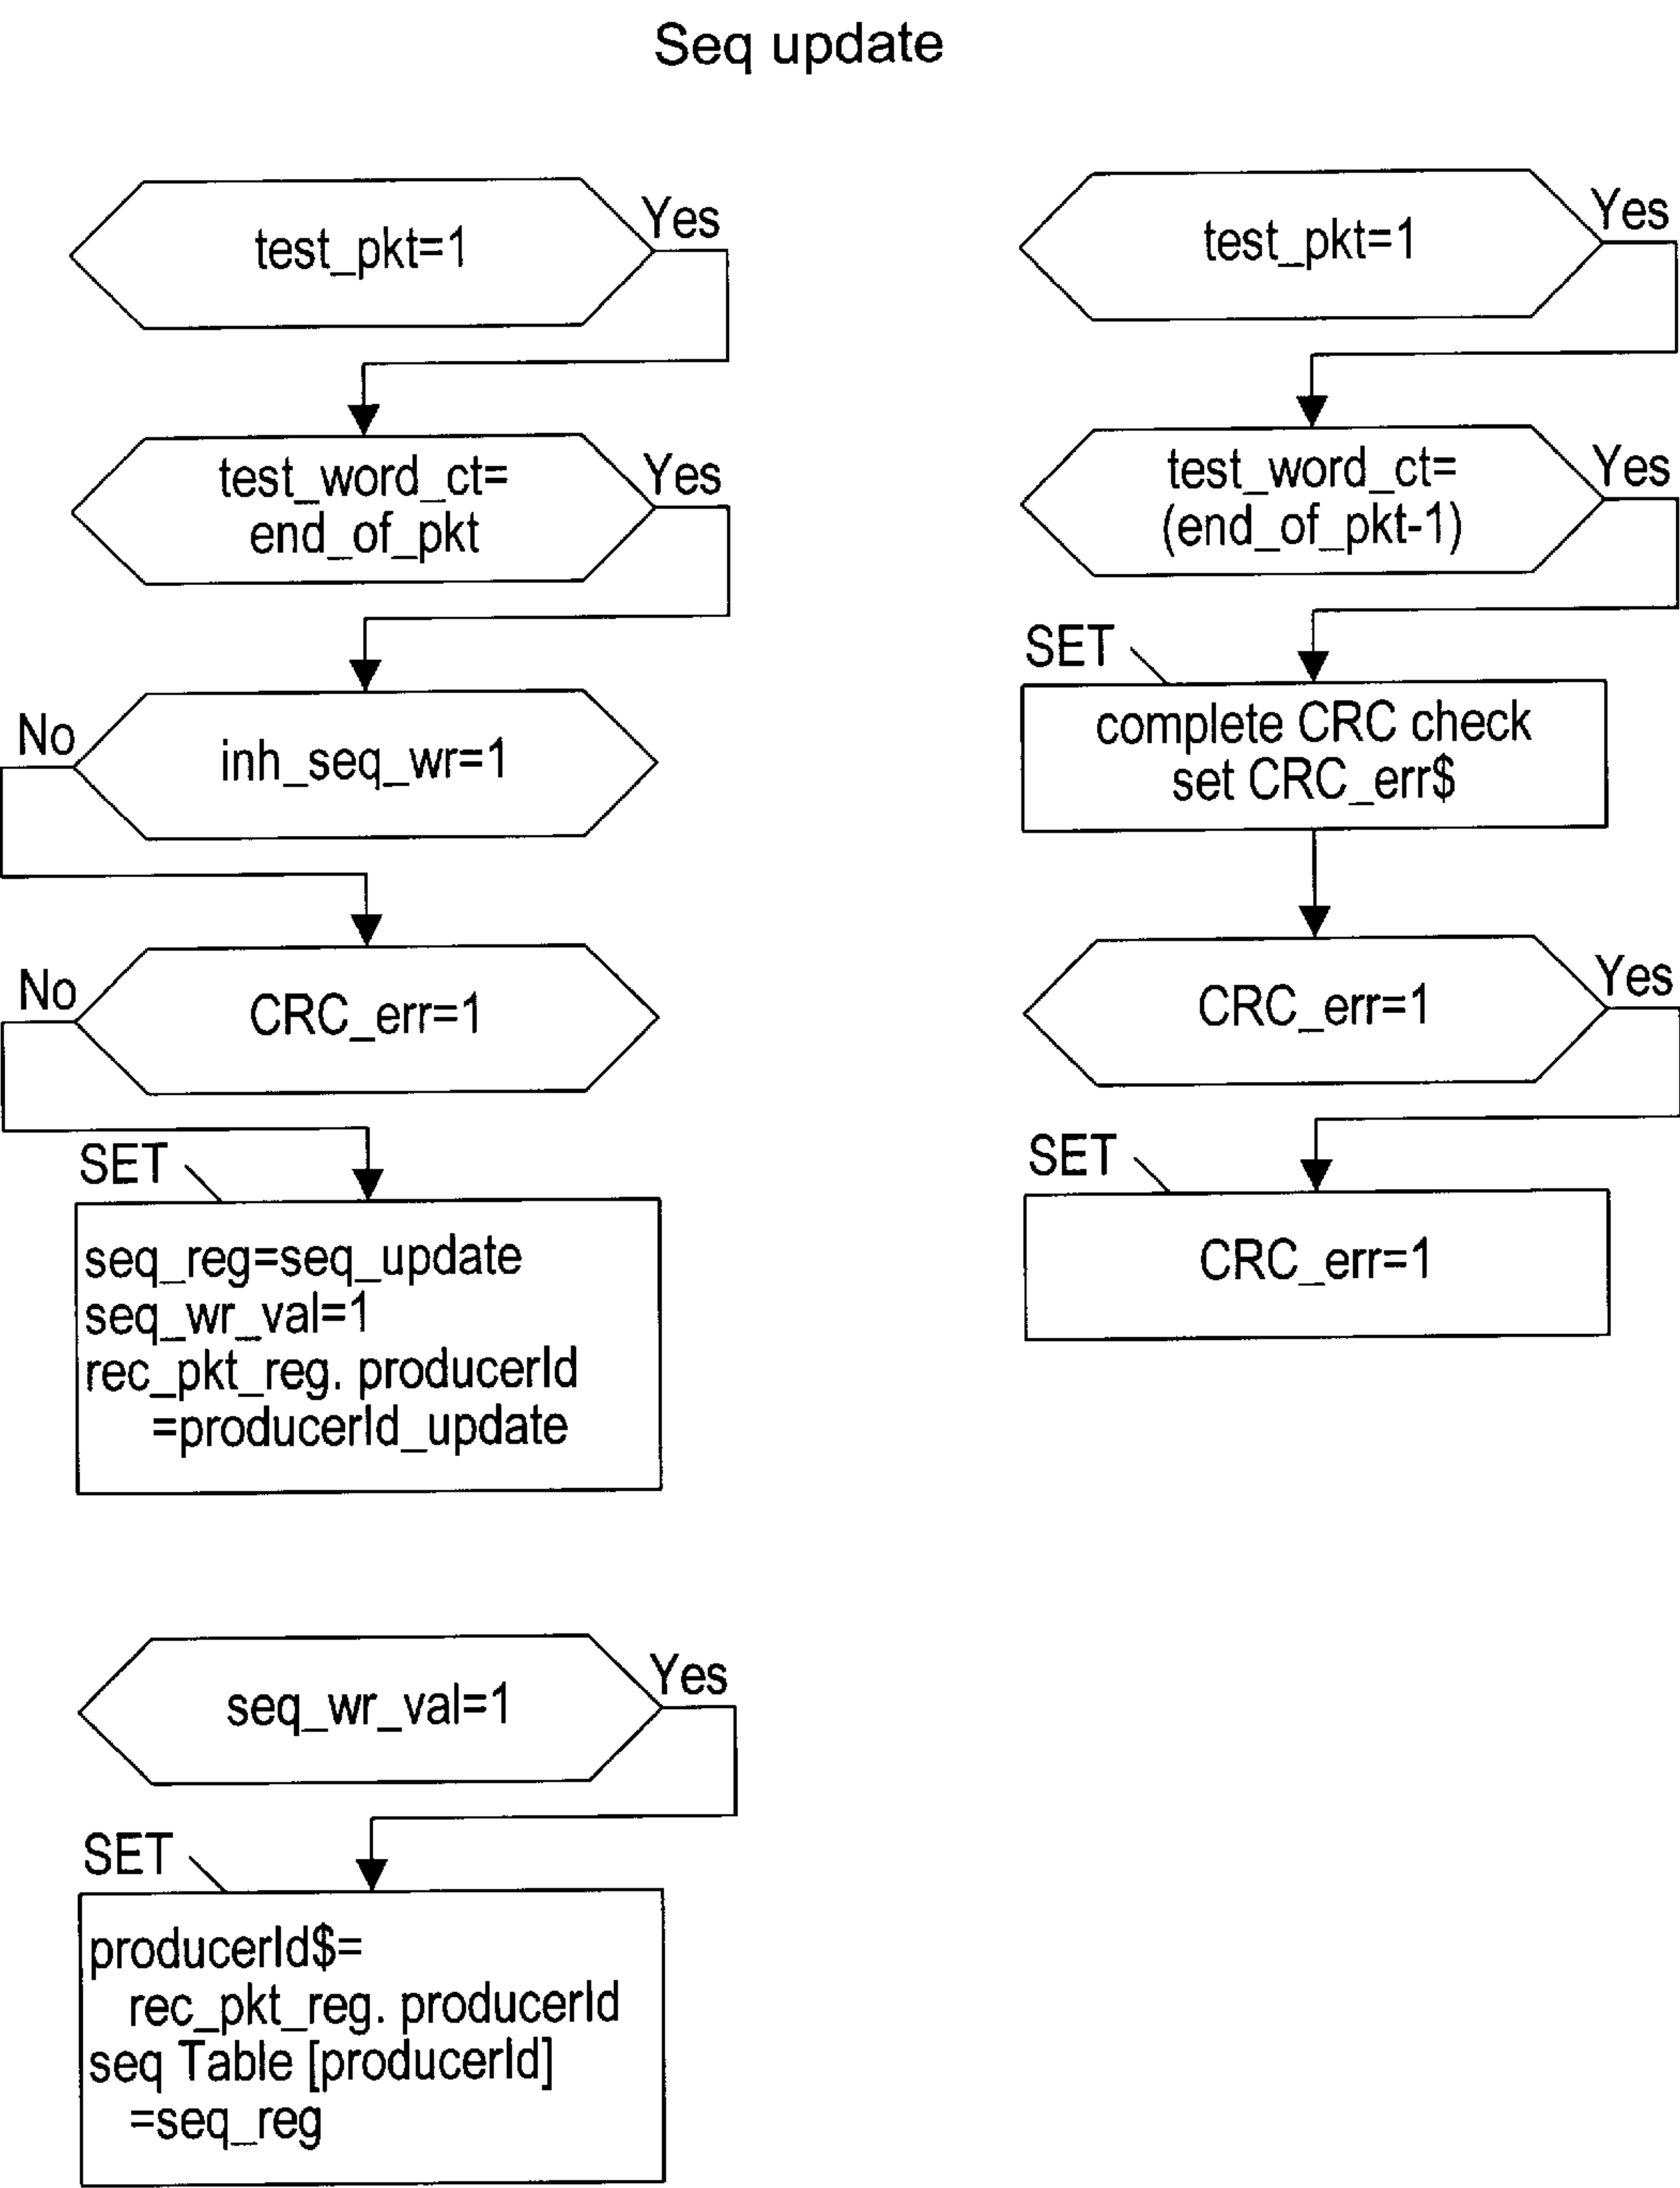 Seq update
test_pkt=1
Yes
test_word_ct=
end_of_pkt
Yes
inh_seq_wr=1
No
CRC_err=1
No
SET
seq_reg=seq_update
seq_wr_val=1
rec_pkt_reg. producerId
=producerId_update
test_pkt=1
Yes
test_word_ct=
(end_of_pkt-1)
Yes
SET
complete CRC check
set CRC_err$
CRC_err=1
Yes
SET
CRC_err=1
seq_wr_val=1
Yes
SET
producerId$=
rec_pkt_reg. producerId
seq Table [producerId]
=seq_reg